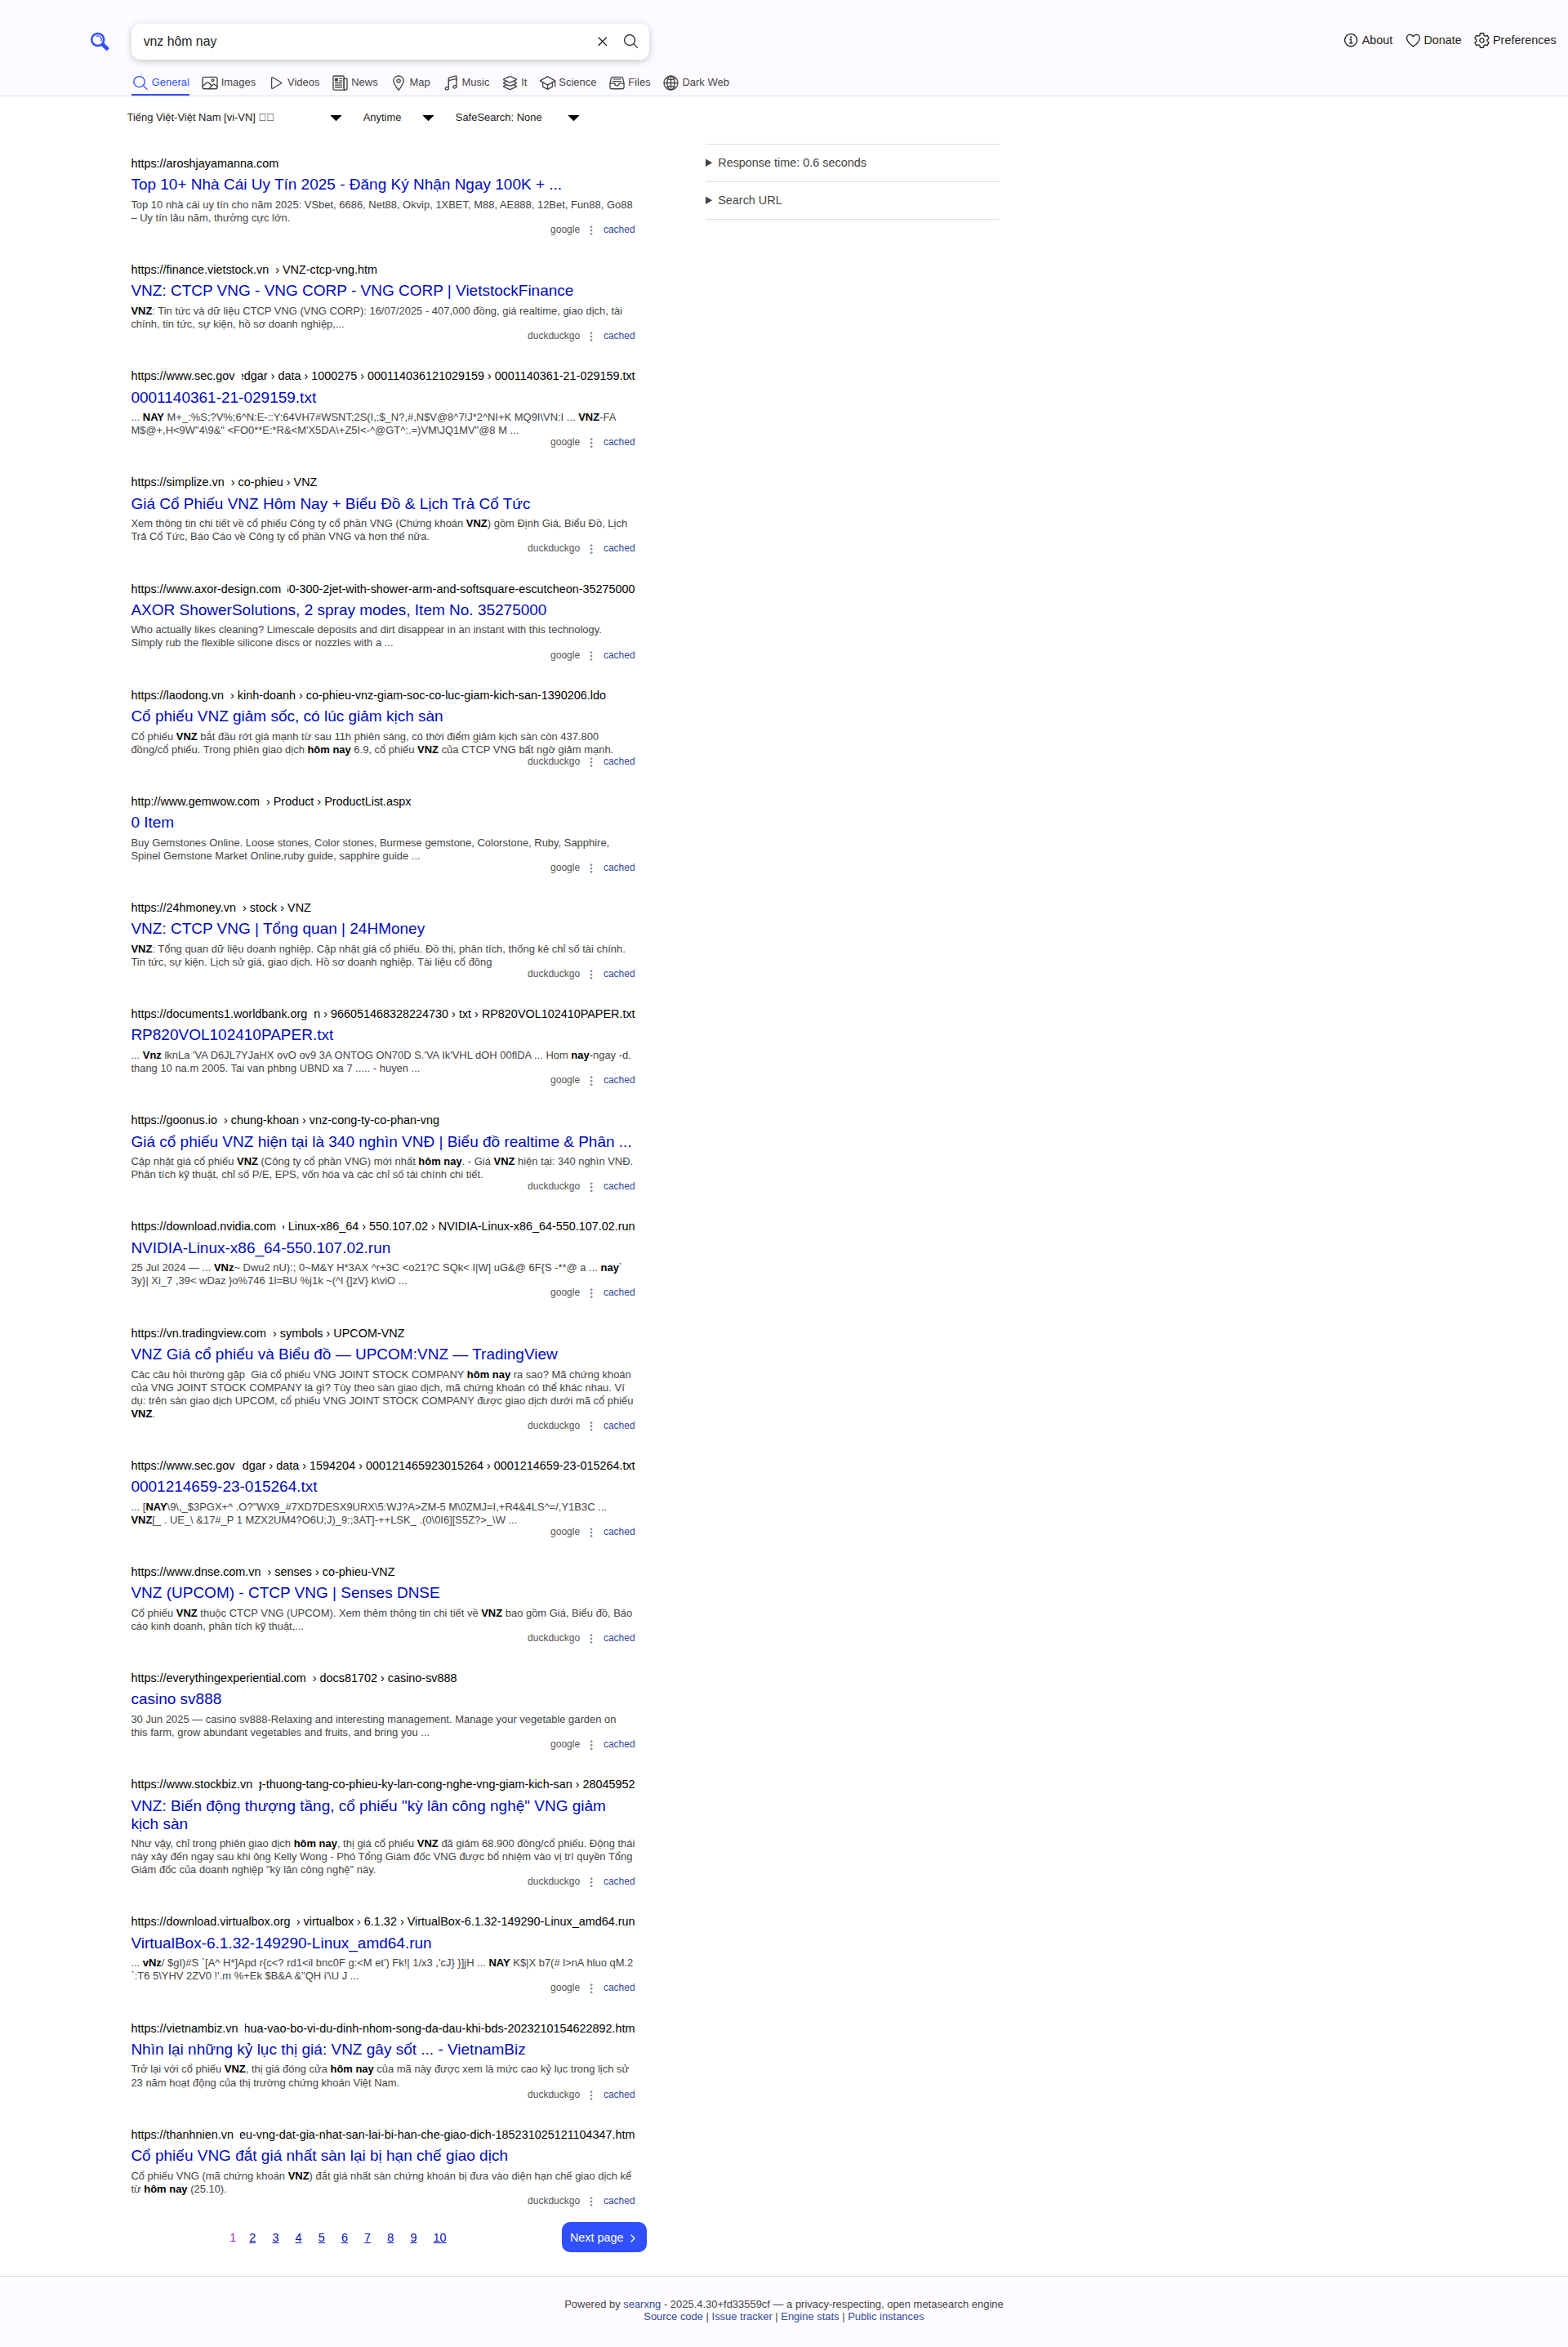 vnz hôm nay
About Donate Preferences
General Images Videos News Map Music It Science Files Dark Web
Tiếng Việt-Việt Nam [vi-VN] Anytime SafeSearch: None
https://aroshjayamanna.com
Top 10+ Nhà Cái Uy Tín 2025 - Đăng Ký Nhận Ngay 100K + ...
Top 10 nhà cái uy tín cho năm 2025: VSbet, 6686, Net88, Okvip, 1XBET, M88, AE888, 12Bet, Fun88, Go88
– Uy tín lâu năm, thưởng cực lớn.
google cached
Response time: 0.6 seconds
Search URL
https://finance.vietstock.vn › VNZ-ctcp-vng.htm
VNZ: CTCP VNG - VNG CORP - VNG CORP | VietstockFinance
VNZ: Tin tức và dữ liệu CTCP VNG (VNG CORP): 16/07/2025 - 407,000 đồng, giá realtime, giao dịch, tài
chính, tin tức, sự kiện, hồ sơ doanh nghiệp,...
duckduckgo cached
https://www.sec.gov edgar › data › 1000275 › 000114036121029159 › 0001140361-21-029159.txt
0001140361-21-029159.txt
... NAY M+_;%S;?V%;6^N:E-::Y:64VH7#WSNT;2S(I,;$_N?,#,N$V@8^7!J*2^NI+K MQ9I\VN:I ... VNZ-FA
M$@+,H<9W"4\9&" <FO0**E:*R&<M'X5DA\+Z5I<-^@GT^:.=)VM\JQ1MV"@8 M ...
google cached
https://simplize.vn › co-phieu › VNZ
Giá Cổ Phiếu VNZ Hôm Nay + Biểu Đồ & Lịch Trả Cổ Tức
Xem thông tin chi tiết về cổ phiếu Công ty cổ phần VNG (Chứng khoán VNZ) gồm Định Giá, Biểu Đồ, Lịch
Trả Cổ Tức, Báo Cáo về Công ty cổ phần VNG và hơn thế nữa.
duckduckgo cached
https://www.axor-design.com 0-300-2jet-with-shower-arm-and-softsquare-escutcheon-35275000
AXOR ShowerSolutions, 2 spray modes, Item No. 35275000
Who actually likes cleaning? Limescale deposits and dirt disappear in an instant with this technology.
Simply rub the flexible silicone discs or nozzles with a ...
google cached
https://laodong.vn › kinh-doanh › co-phieu-vnz-giam-soc-co-luc-giam-kich-san-1390206.ldo
Cổ phiếu VNZ giảm sốc, có lúc giảm kịch sàn
Cổ phiếu VNZ bắt đầu rớt giá mạnh từ sau 11h phiên sáng, có thời điểm giảm kịch sàn còn 437.800
đồng/cổ phiếu. Trong phiên giao dịch hôm nay 6.9, cổ phiếu VNZ của CTCP VNG bất ngờ giảm mạnh.
duckduckgo cached
http://www.gemwow.com › Product › ProductList.aspx
0 Item
Buy Gemstones Online. Loose stones, Color stones, Burmese gemstone, Colorstone, Ruby, Sapphire,
Spinel Gemstone Market Online,ruby guide, sapphire guide ...
google cached
https://24hmoney.vn › stock › VNZ
VNZ: CTCP VNG | Tổng quan | 24HMoney
VNZ: Tổng quan dữ liệu doanh nghiệp. Cập nhật giá cổ phiếu. Đồ thị, phân tích, thống kê chỉ số tài chính.
Tin tức, sự kiện. Lịch sử giá, giao dịch. Hồ sơ doanh nghiệp. Tài liệu cổ đông
duckduckgo cached
https://documents1.worldbank.org n › 966051468328224730 › txt › RP820VOL102410PAPER.txt
RP820VOL102410PAPER.txt
... Vnz lknLa 'VA D6JL7YJaHX ovO ov9 3A ONTOG ON70D S.'VA Ik'VHL dOH 00flDA ... Hom nay-ngay -d.
thang 10 na.m 2005. Tai van phbng UBND xa 7 ..... - huyen ...
google cached
https://goonus.io › chung-khoan › vnz-cong-ty-co-phan-vng
Giá cổ phiếu VNZ hiện tại là 340 nghìn VNĐ | Biểu đồ realtime & Phân ...
Cập nhật giá cổ phiếu VNZ (Công ty cổ phần VNG) mới nhất hôm nay. - Giá VNZ hiện tại: 340 nghìn VNĐ.
Phân tích kỹ thuật, chỉ số P/E, EPS, vốn hóa và các chỉ số tài chính chi tiết.
duckduckgo cached
https://download.nvidia.com › Linux-x86_64 › 550.107.02 › NVIDIA-Linux-x86_64-550.107.02.run
NVIDIA-Linux-x86_64-550.107.02.run
25 Jul 2024 — ... VNz~ Dwu2 nU):; 0~M&Y H*3AX ^r+3C <o21?C SQk< I|W] uG&@ 6F{S -**@ a ... nay`
3y}| Xi_7 ,39< wDaz }o%746 1l=BU %j1k ~(^l {]zV} k\viO ...
google cached
https://vn.tradingview.com › symbols › UPCOM-VNZ
VNZ Giá cổ phiếu và Biểu đồ — UPCOM:VNZ — TradingView
Các câu hỏi thường gặp Giá cổ phiếu VNG JOINT STOCK COMPANY hôm nay ra sao? Mã chứng khoán
của VNG JOINT STOCK COMPANY là gì? Tùy theo sàn giao dịch, mã chứng khoán có thể khác nhau. Ví
dụ: trên sàn giao dịch UPCOM, cổ phiếu VNG JOINT STOCK COMPANY được giao dịch dưới mã cổ phiếu
VNZ.
duckduckgo cached
https://www.sec.gov dgar › data › 1594204 › 000121465923015264 › 0001214659-23-015264.txt
0001214659-23-015264.txt
... [NAY\9\,_$3PGX+^ .O?"WX9_#7XD7DESX9URX\5:WJ?A>ZM-5 M\0ZMJ=I,+R4&4LS^=/,Y1B3C ...
VNZ[_ . UE_\ &17#_P 1 MZX2UM4?O6U;J)_9:;3AT]-++LSK_ .(0\0I6][S5Z?>_\W ...
google cached
https://www.dnse.com.vn › senses › co-phieu-VNZ
VNZ (UPCOM) - CTCP VNG | Senses DNSE
Cổ phiếu VNZ thuộc CTCP VNG (UPCOM). Xem thêm thông tin chi tiết về VNZ bao gồm Giá, Biểu đồ, Báo
cáo kinh doanh, phân tích kỹ thuật,...
duckduckgo cached
https://everythingexperiential.com › docs81702 › casino-sv888
casino sv888
30 Jun 2025 — casino sv888-Relaxing and interesting management. Manage your vegetable garden on
this farm, grow abundant vegetables and fruits, and bring you ...
google cached
https://www.stockbiz.vn g-thuong-tang-co-phieu-ky-lan-cong-nghe-vng-giam-kich-san › 28045952
VNZ: Biến động thượng tầng, cổ phiếu "kỳ lân công nghệ" VNG giảm
kịch sàn
Như vậy, chỉ trong phiên giao dịch hôm nay, thị giá cổ phiếu VNZ đã giảm 68.900 đồng/cổ phiếu. Động thái
này xảy đến ngay sau khi ông Kelly Wong - Phó Tổng Giám đốc VNG được bổ nhiệm vào vị trí quyền Tổng
Giám đốc của doanh nghiệp "kỳ lân công nghệ" này.
duckduckgo cached
https://download.virtualbox.org › virtualbox › 6.1.32 › VirtualBox-6.1.32-149290-Linux_amd64.run
VirtualBox-6.1.32-149290-Linux_amd64.run
... vNz/ $gI)#S `[A^ H*]Apd r{c<? rd1<il bnc0F g:<M et') Fk!| 1/x3 ,'cJ} }]jH ... NAY K$|X b7(# l>nA hluo qM.2
`:T6 5\YHV 2ZV0 !'.m %+Ek $B&A &"QH i'\U J ...
google cached
https://vietnambiz.vn hua-vao-bo-vi-du-dinh-nhom-song-da-dau-khi-bds-2023210154622892.htm
Nhìn lại những kỷ lục thị giá: VNZ gây sốt ... - VietnamBiz
Trở lại với cổ phiếu VNZ, thị giá đóng cửa hôm nay của mã này được xem là mức cao kỷ lục trong lịch sử
23 năm hoạt động của thị trường chứng khoán Việt Nam.
duckduckgo cached
https://thanhnien.vn eu-vng-dat-gia-nhat-san-lai-bi-han-che-giao-dich-185231025121104347.htm
Cổ phiếu VNG đắt giá nhất sàn lại bị hạn chế giao dịch
Cổ phiếu VNG (mã chứng khoán VNZ) đắt giá nhất sàn chứng khoán bị đưa vào diện hạn chế giao dịch kể
từ hôm nay (25.10).
duckduckgo cached
1 2 3 4 5 6 7 8 9 10 Next page
Powered by searxng - 2025.4.30+fd33559cf — a privacy-respecting, open metasearch engine
Source code | Issue tracker | Engine stats | Public instances